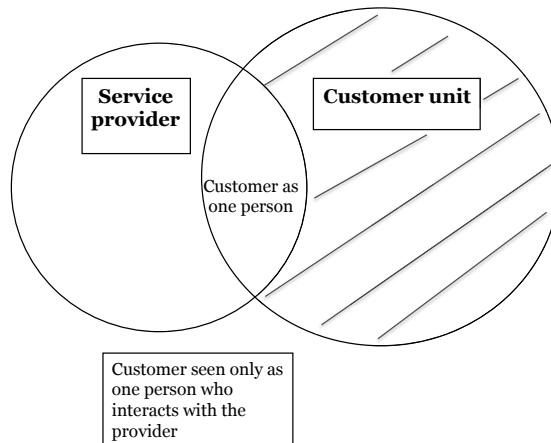 Service
provider
Customer unit
Customer as
one person
Customer seen only as
one person who
interacts with the
provider